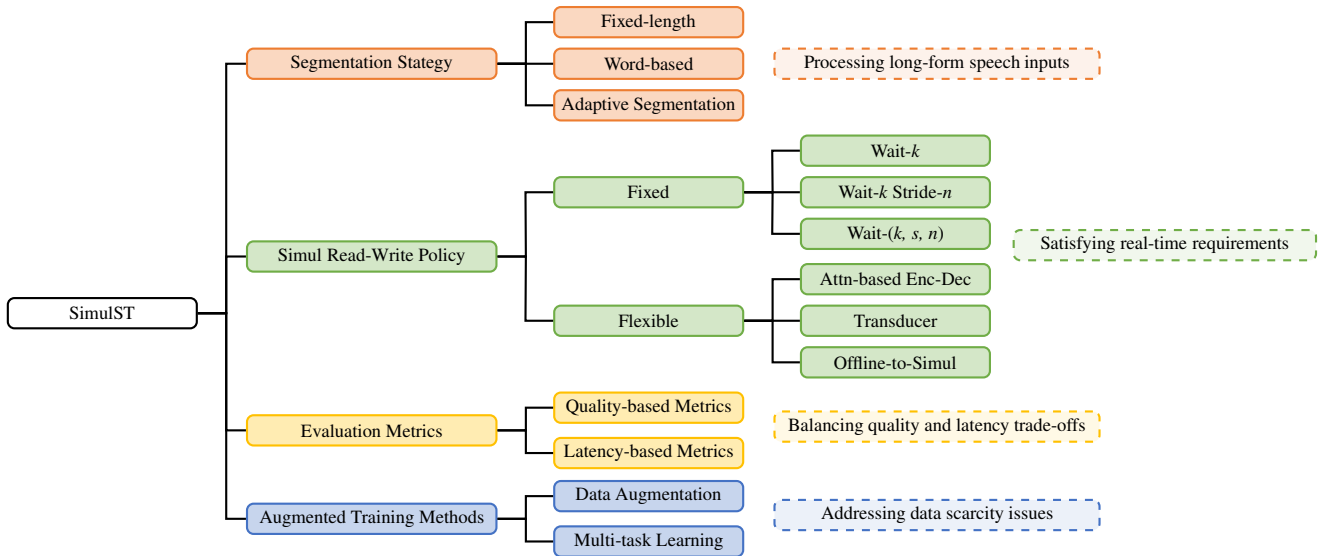 SimulST
Segmentation Stategy
Fixed-length
Word-based
Adaptive Segmentation
Processing long-form speech inputs
Simul Read-Write Policy
Fixed
Wait-k
Wait-k Stride-n
Wait-(k, s, n)
Flexible
Attn-based Enc-Dec
Transducer
Offline-to-Simul
Satisfying real-time requirements
Evaluation Metrics
Quality-based Metrics
Latency-based Metrics
Balancing quality and latency trade-offs
Augmented Training Methods
Data Augmentation
Multi-task Learning
Addressing data scarcity issues